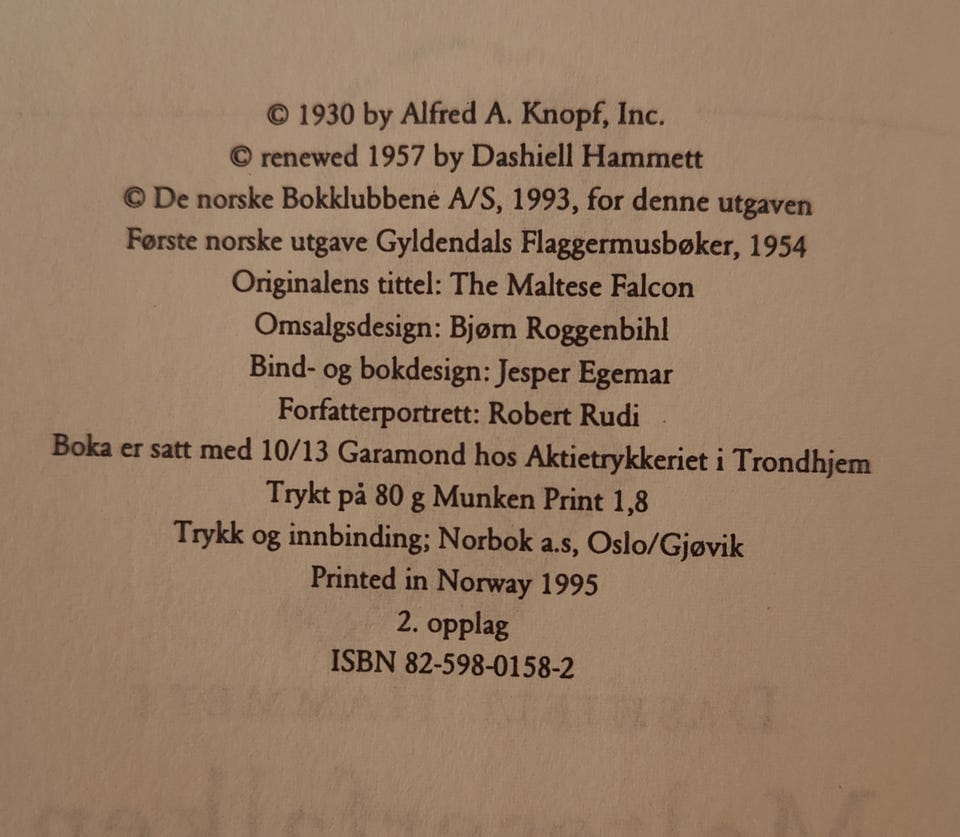 © 1930 by Alfred A. Knopf, Inc.
© renewed 1957 by Dashiell Hammett
© De norske Bokklubbene A/S, 1993, for denne utgaven
Første norske utgave Gyldendals Flaggermusbøker, 1954
Originalens tittel: The Maltese Falcon
Omsalgsdesign: Bjørn Roggenbihl
Bind- og bokdesign: Jesper Egemar
Forfatterportrett: Robert Rudi
Boka er satt med 10/13 Garamond hos Aktietrykkeriet i Trondhjem
Trykt på 80 g Munken Print 1,8
Trykk og innbinding; Norbok a.s, Oslo/Gjøvik
Printed in Norway 1995
2. opplag
ISBN 82-598-0158-2